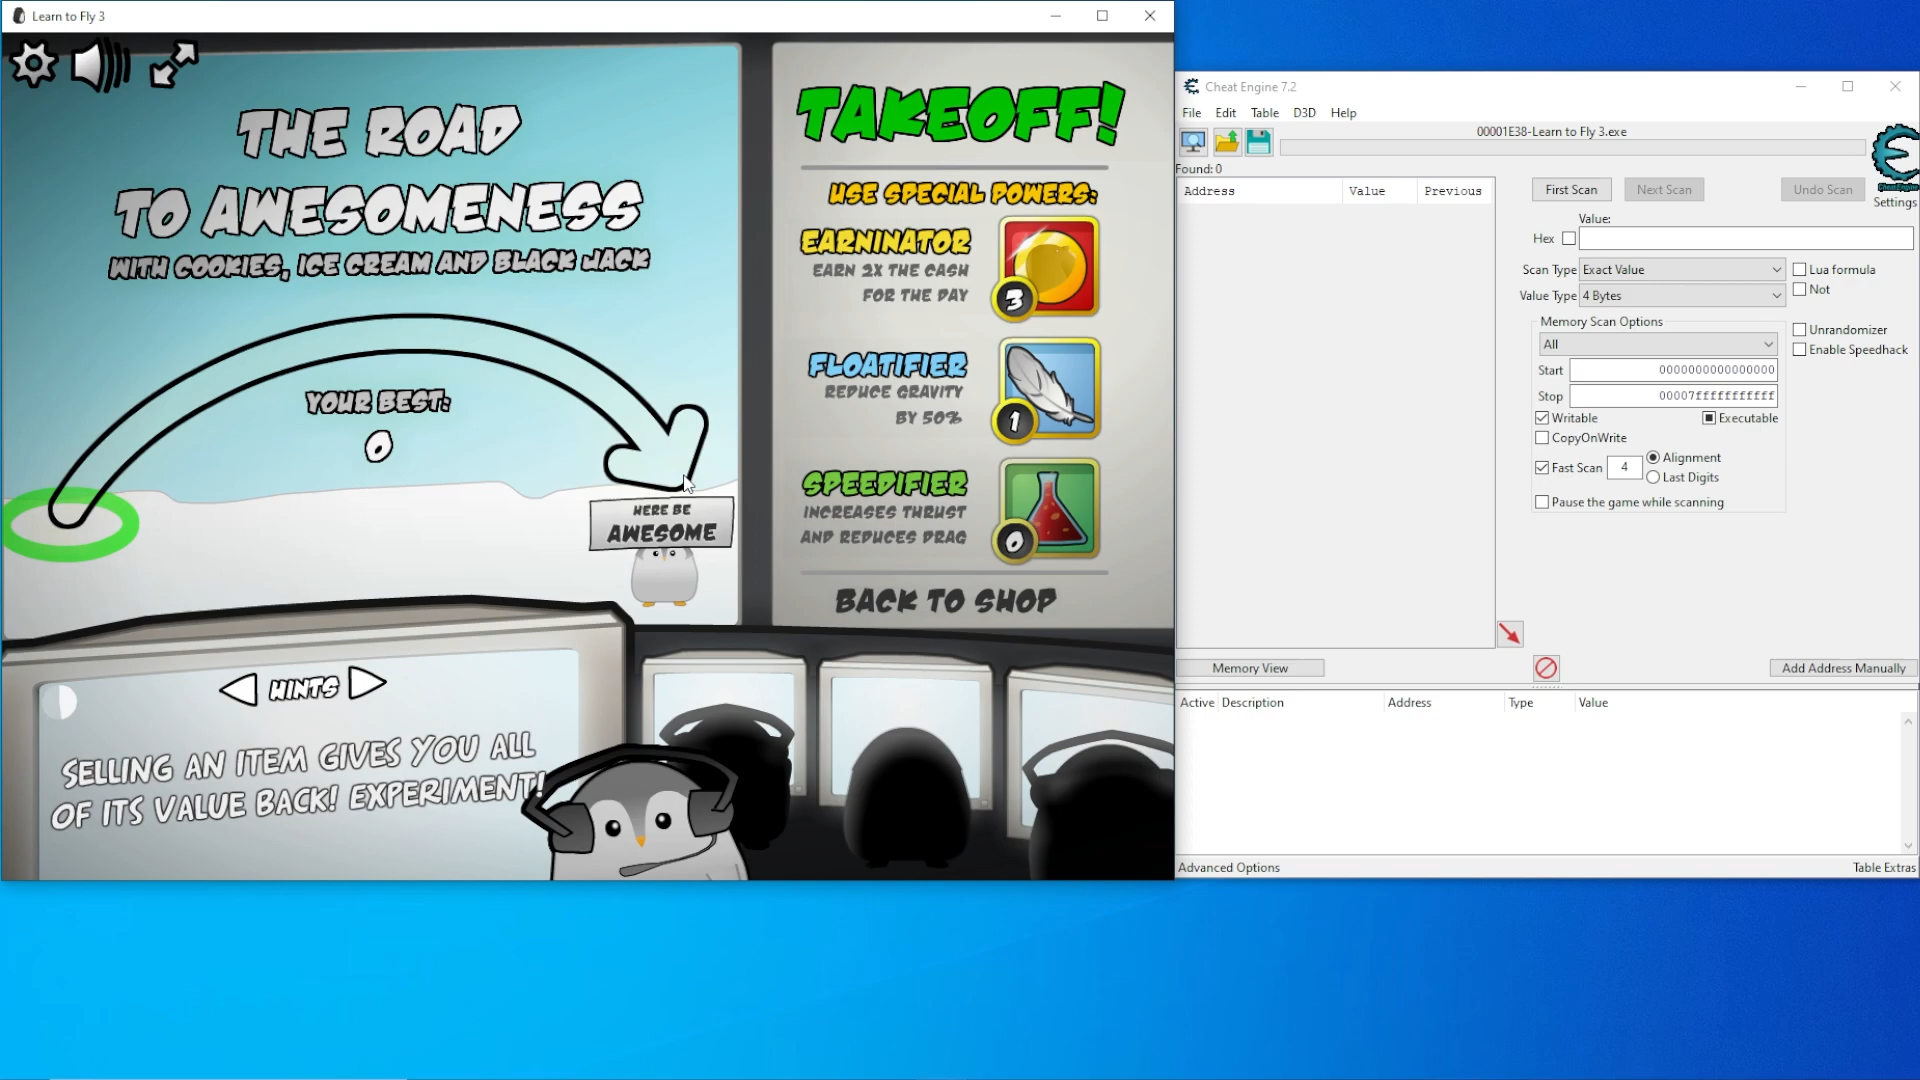 Learn to Fly 3
THE ROAD
TO AWESOMENESS
WITH COOKIES, ICE CREAM AND BLACK JACK
YOUR BEST:
0
HERE BE
AWESOME
HINTS
SELLING AN ITEM GIVES YOU ALL
OF ITS VALUE BACK! EXPERIMENT!
TAKEOFF!
USE SPECIAL POWERS:
EARNINATOR
EARN 2X THE CASH
FOR THE DAY
3
FLOATIFIER
REDUCE GRAVITY
BY 50%
1
SPEEDIFIER
INCREASES THRUST
AND REDUCES DRAG
0
BACK TO SHOP
Cheat Engine 7.2
File Edit Table D3D Help
00001E38-Learn to Fly 3.exe
Found: 0
Address Value Previous
First Scan Next Scan Undo Scan
Cheat Engine
Settings
Value:
Hex
Scan Type Exact Value Lua formula
Value Type 4 Bytes Not
Memory Scan Options
All
Unrandomizer
Enable Speedhack
Start 0000000000000000
Stop 00007fffffffffff
Writable Executable
CopyOnWrite
Fast Scan 4 Alignment
Last Digits
Pause the game while scanning
Memory View Add Address Manually
Active Description Address Type Value
Advanced Options Table Extras